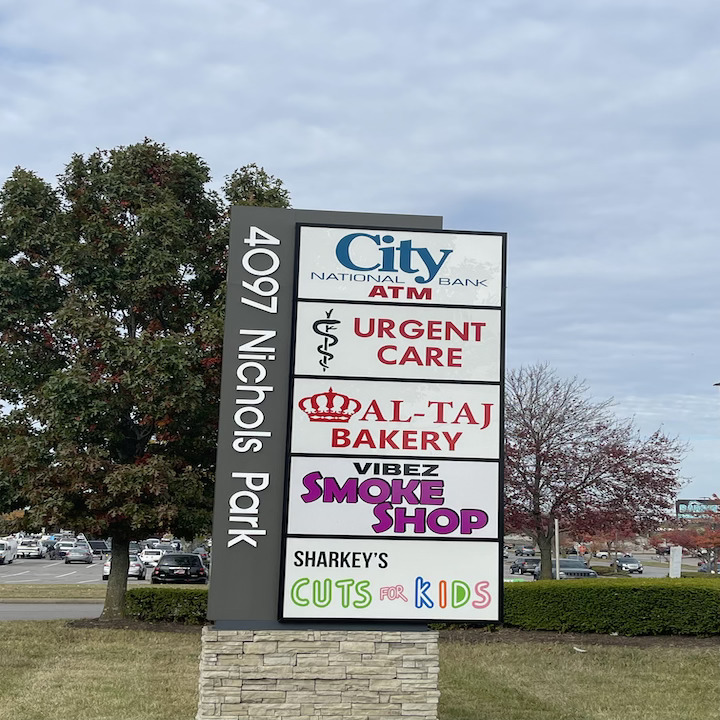 4097 Nichols Park
City
NATIONAL BANK
ATM
URGENT
CARE
AL-TAJ
BAKERY
VIBEZ
SMOKE
SHOP
SHARKEY'S
CUTS FOR KIDS